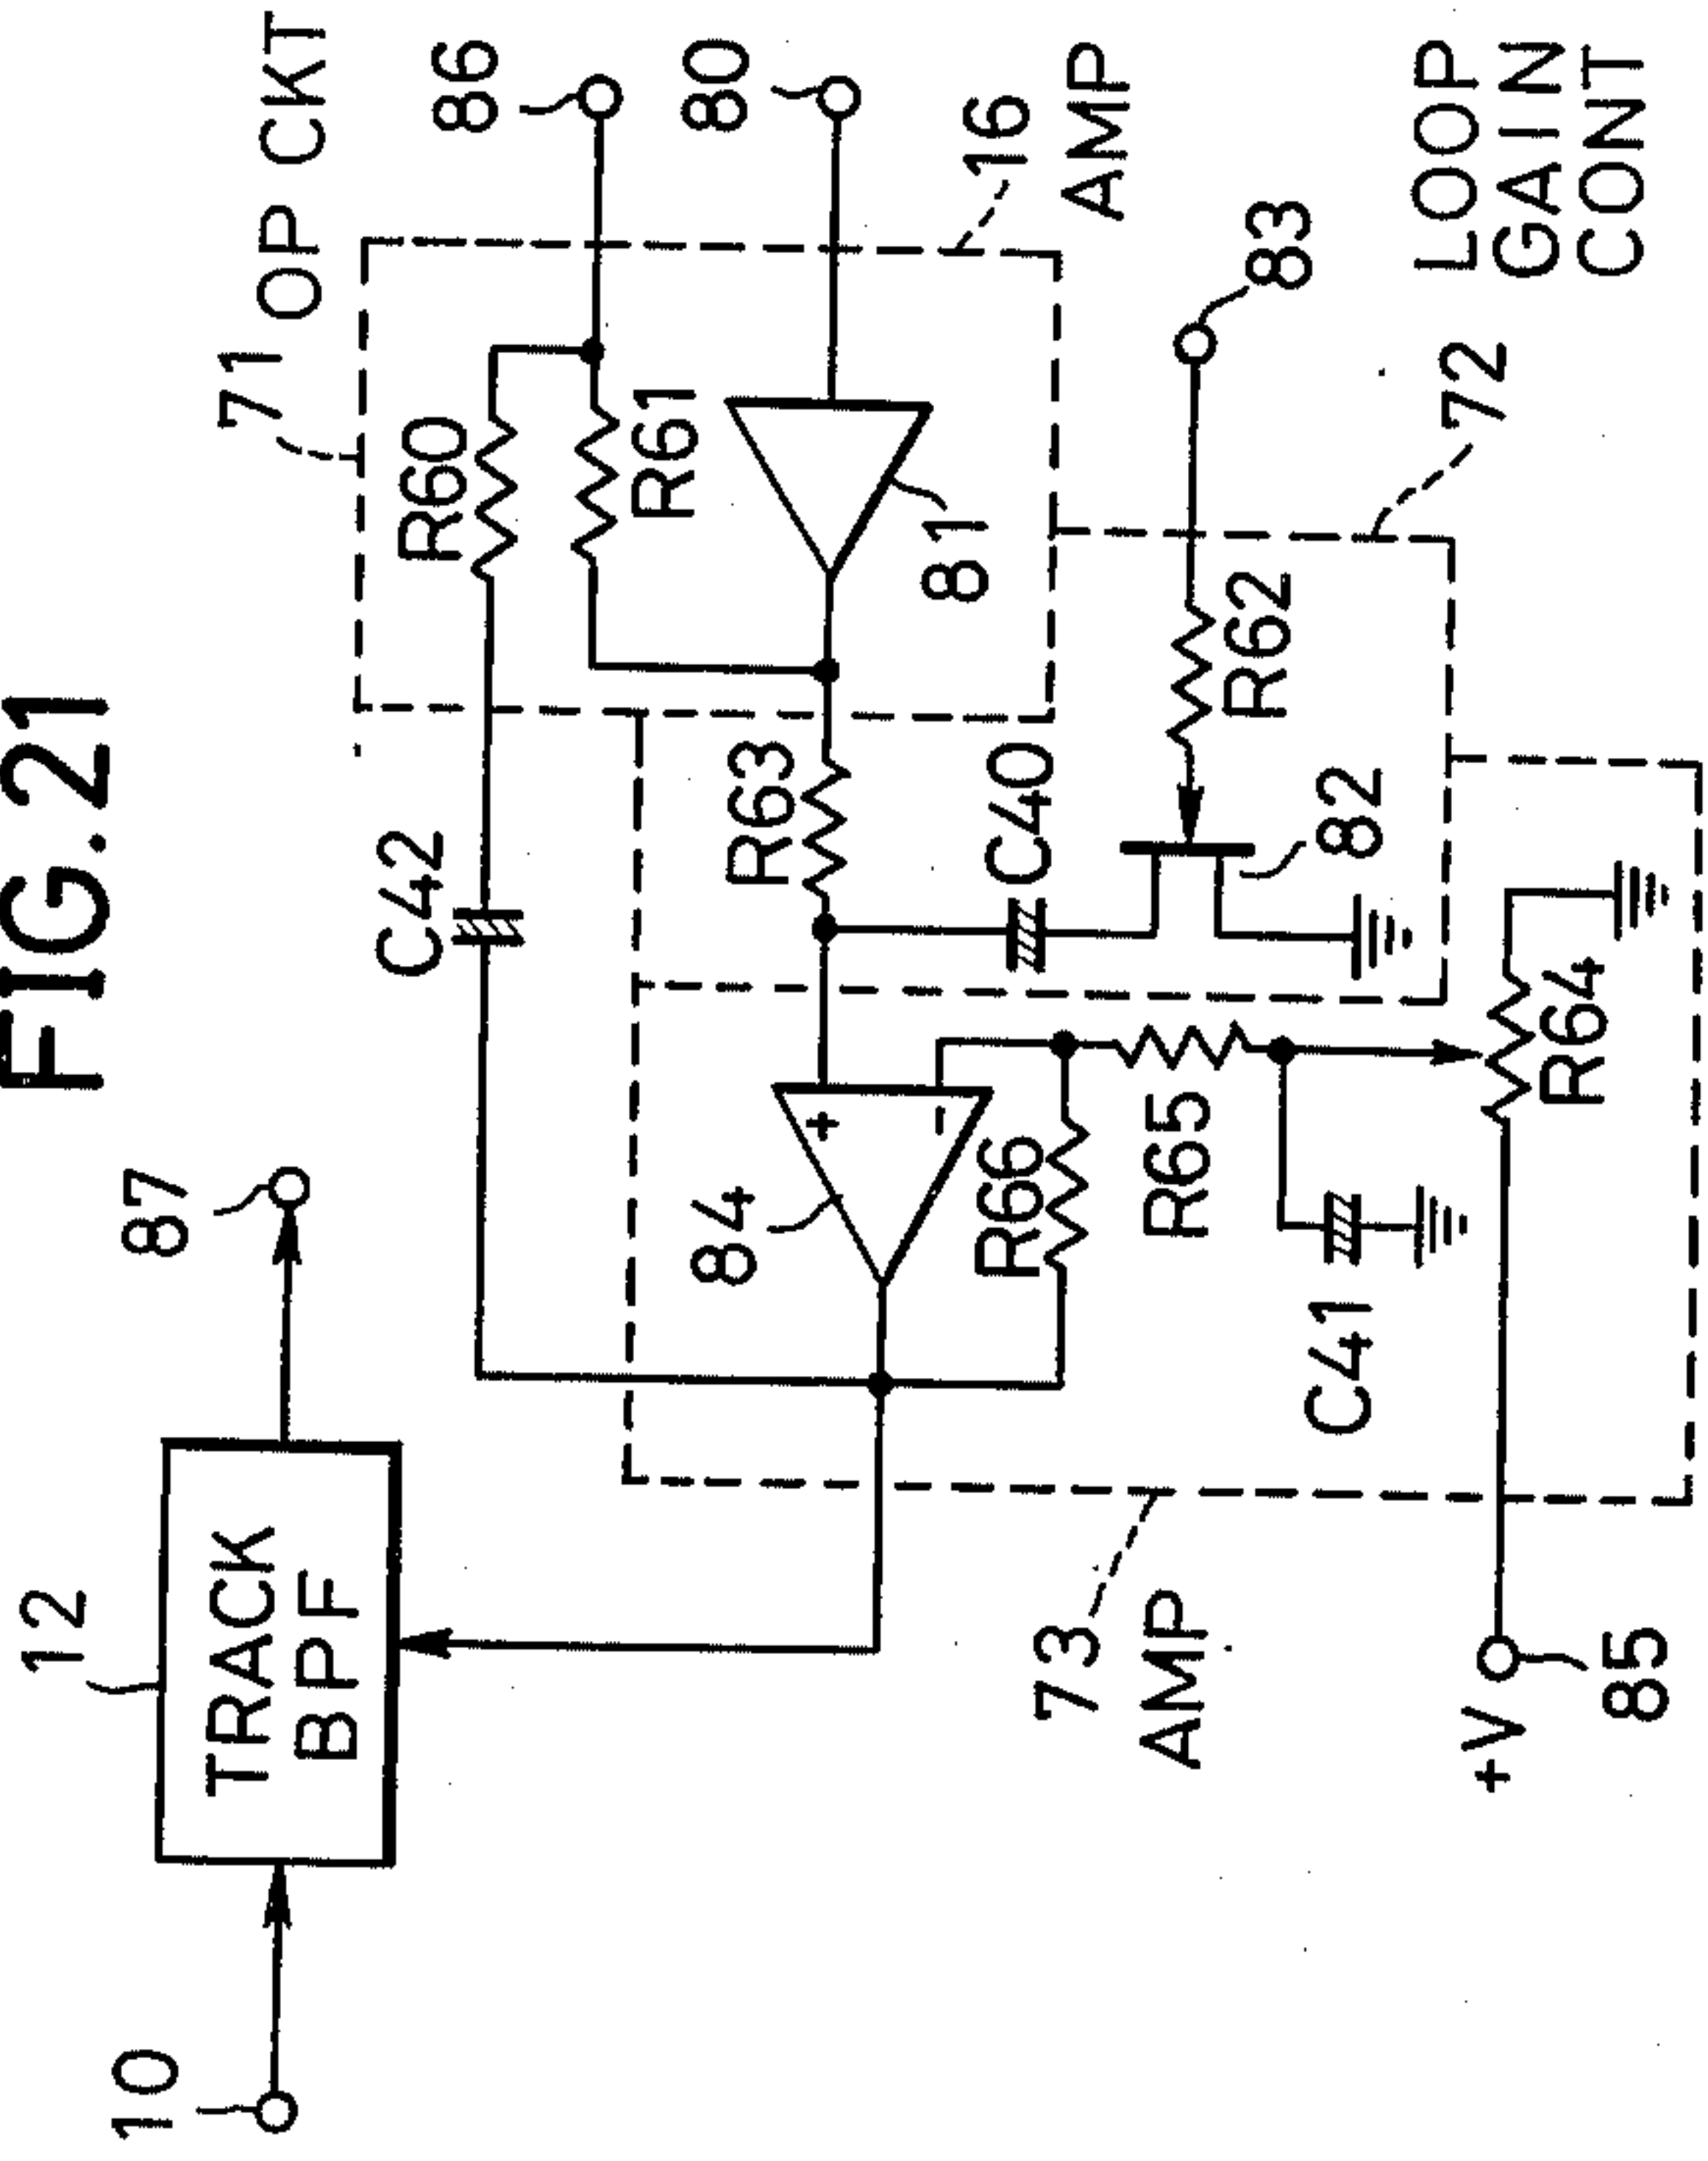 FIG.21
10
12
TRACK
BPF
87
71 OP CKT
C42
R60
86
R61
80
84
R63
81
16
AMP
R66
C40
83
R65
R62
73
AMP
C41
82
72
LOOP
GAIN
CONT
+V
85
R64
+
-